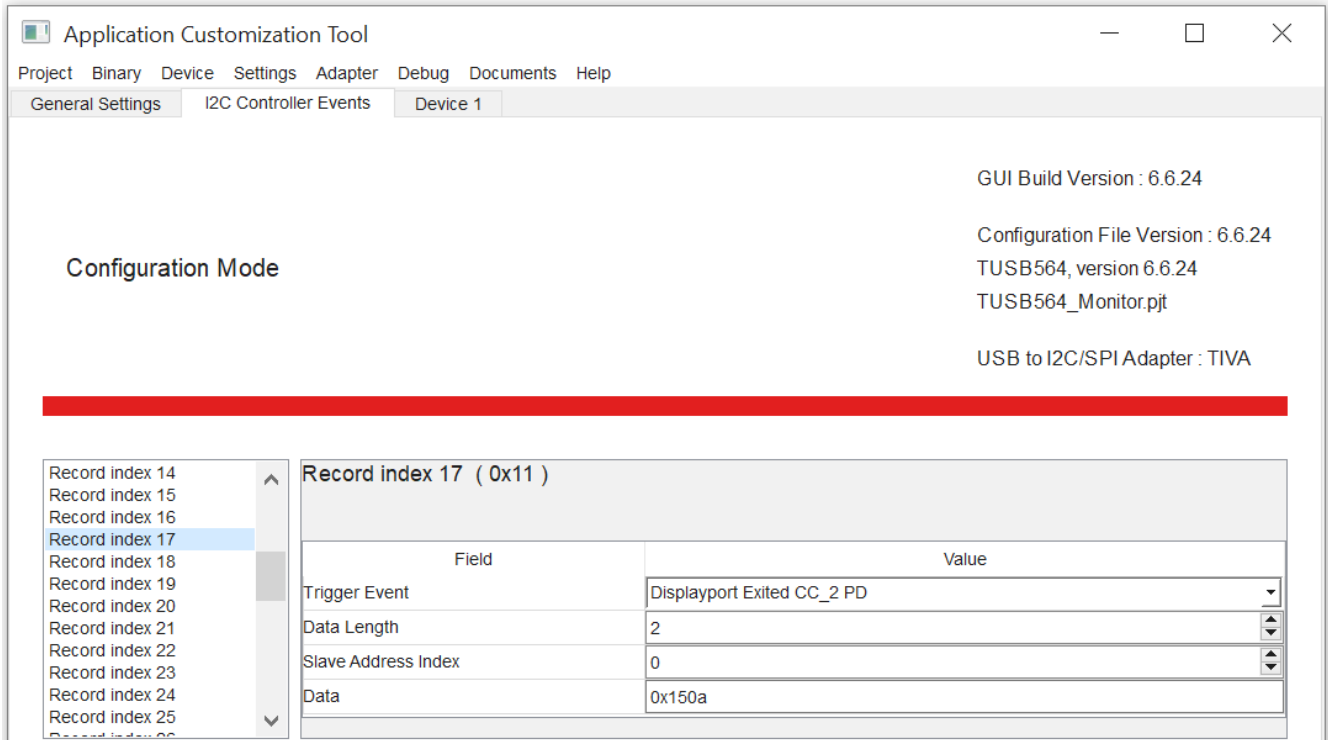 Application Customization Tool
Project Binary Device Settings Adapter Debug Documents Help
General Settings I2C Controller Events Device 1
GUI Build Version : 6.6.24
Configuration File Version : 6.6.24
Configuration Mode
TUSB564, version 6.6.24
TUSB564_Monitor.pjt
USB to I2C/SPI Adapter : TIVA
Record index 14
Record index 15
Record index 16
Record index 17
Record index 18
Record index 19
Record index 20
Record index 21
Record index 22
Record index 23
Record index 24
Record index 25
Record index 17 ( 0x11 )
Field Value
Trigger Event Displayport Exited CC_2 PD
Data Length 2
Slave Address Index 0
Data 0x150a